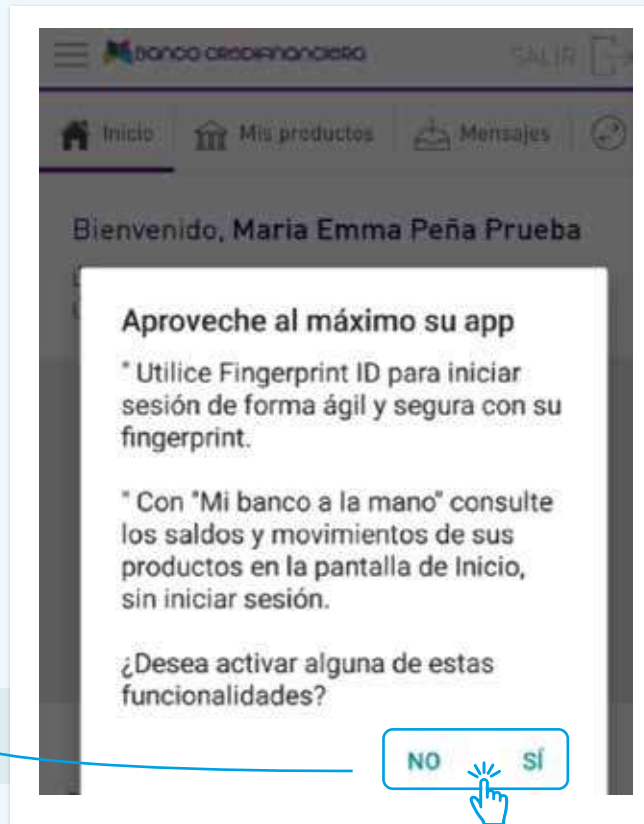 Banco CREDIFINANCIERA
SALIR
Inicio
Mis productos
Mensajes
Bienvenido, Maria Emma Peña Prueba
Aproveche al máximo su app
* Utilice Fingerprint ID para iniciar
sesión de forma ágil y segura con su
fingerprint.
* Con "Mi banco a la mano" consulte
los saldos y movimientos de sus
productos en la pantalla de Inicio,
sin iniciar sesión.
¿Desea activar alguna de estas
funcionalidades?
NO
SÍ